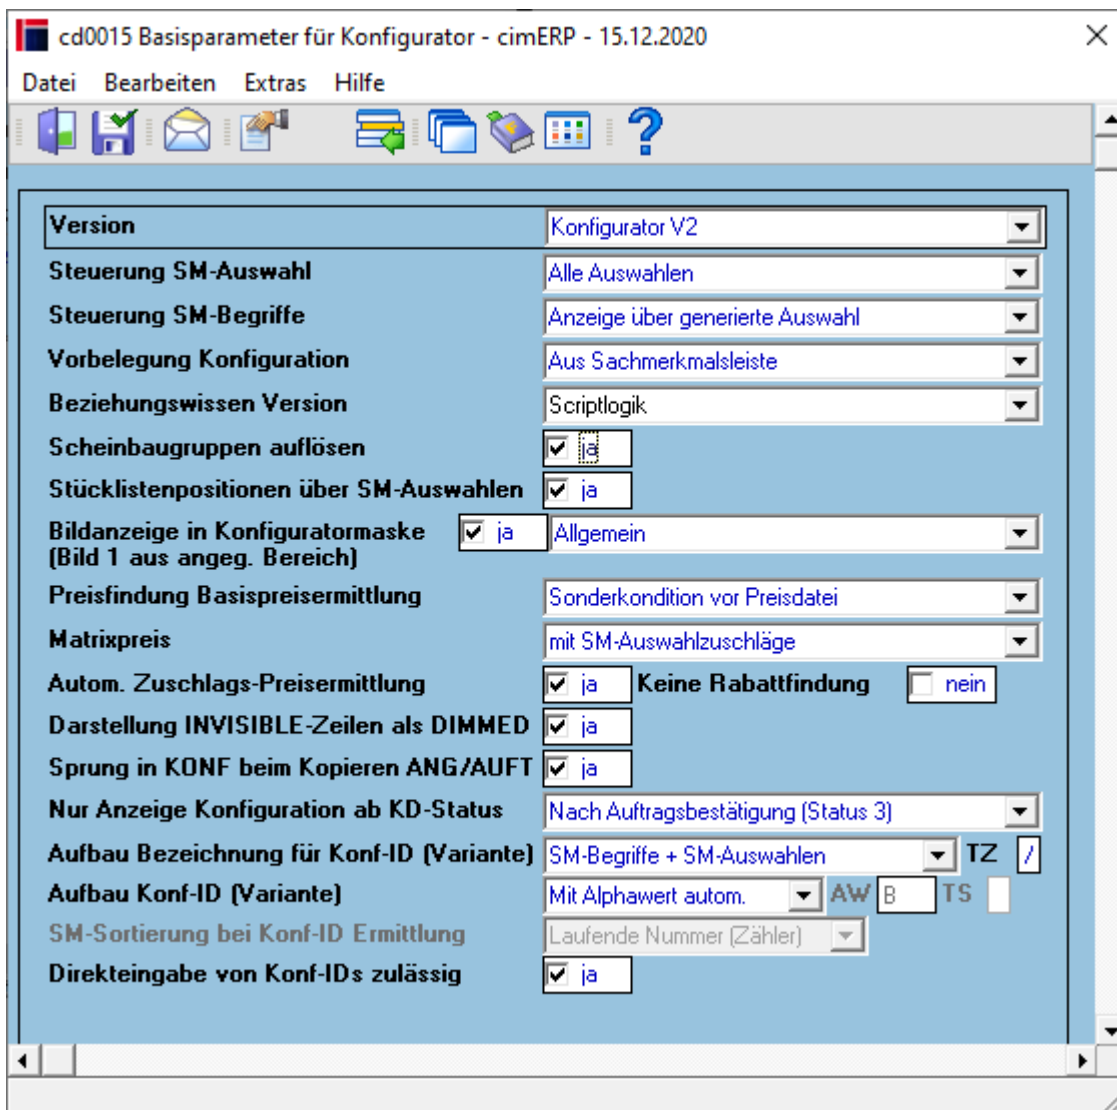 cd0015 Basisparameter für Konfigurator - cimERP - 15.12.2020
Datei Bearbeiten Extras Hilfe
Version Konfigurator V2
Steuerung SM-Auswahl Alle Auswahlen
Steuerung SM-Begriffe Anzeige über generierte Auswahl
Vorbelegung Konfiguration Aus Sachmerkmalsleiste
Beziehungswissen Version Scriptlogik
Scheinbaugruppen auflösen ja
Stücklistenpositionen über SM-Auswahlen ja
Bildanzeige in Konfiguratormaske ja Allgemein
(Bild 1 aus angeg. Bereich)
Preisfindung Basispreisermittlung Sonderkondition vor Preisdatei
Matrixpreis mit SM-Auswahlzuschläge
Autom. Zuschlags-Preisermittlung ja Keine Rabattfindung nein
Darstellung INVISIBLE-Zeilen als DIMMED ja
Sprung in KONF beim Kopieren ANG/AUFT ja
Nur Anzeige Konfiguration ab KD-Status Nach Auftragsbestätigung (Status 3)
Aufbau Bezeichnung für Konf-ID (Variante) SM-Begriffe + SM-Auswahlen TZ /
Aufbau Konf-ID (Variante) Mit Alphawert autom. AW B TS
SM-Sortierung bei Konf-ID Ermittlung Laufende Nummer (Zähler)
Direkteingabe von Konf-IDs zulässig ja